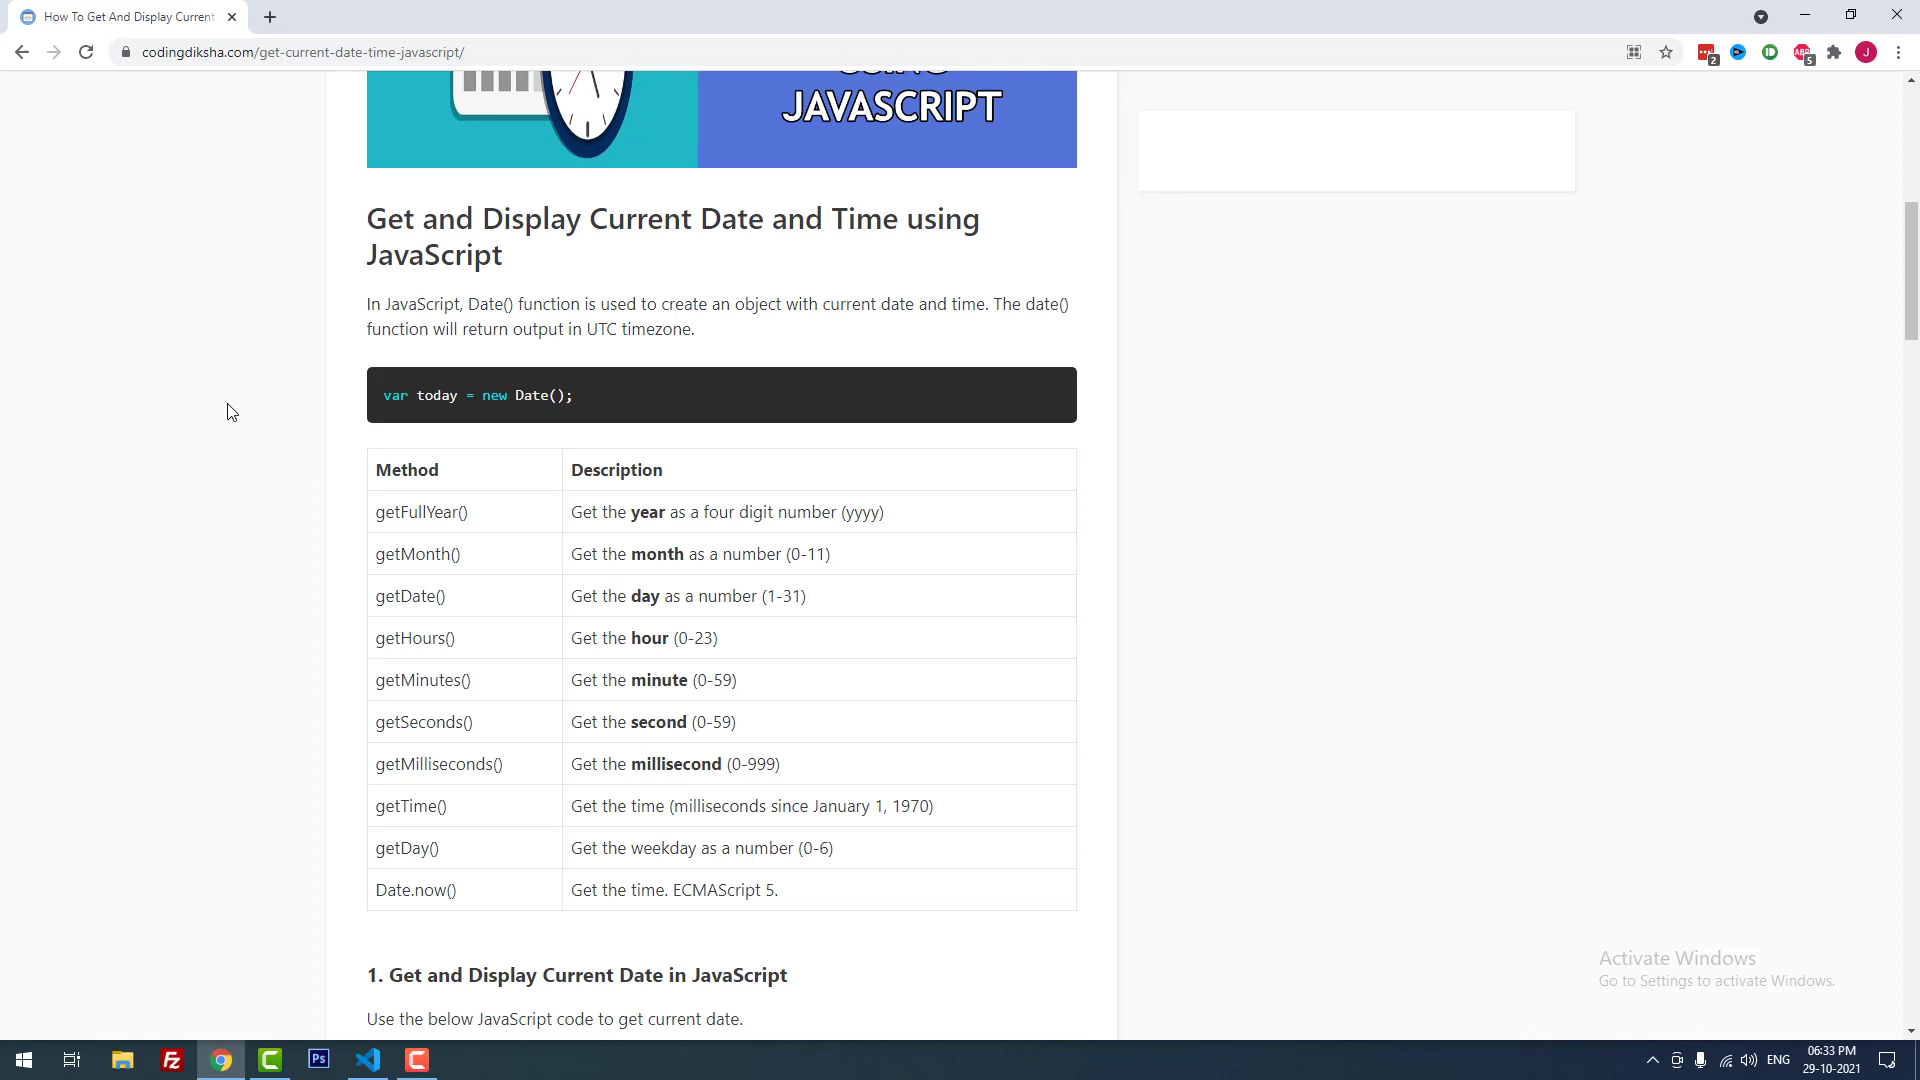 How To Get And Display Current
codingdiksha.com/get-current-date-time-javascript/
2
ABP
5
J
JAVASCRIPT
Get and Display Current Date and Time using
JavaScript
In JavaScript, Date() function is used to create an object with current date and time. The date()
function will return output in UTC timezone.
var today = new Date();
Method Description
getFullYear() Get the year as a four digit number (yyyy)
getMonth() Get the month as a number (0-11)
getDate() Get the day as a number (1-31)
getHours() Get the hour (0-23)
getMinutes() Get the minute (0-59)
getSeconds() Get the second (0-59)
getMilliseconds() Get the millisecond (0-999)
getTime() Get the time (milliseconds since January 1, 1970)
getDay() Get the weekday as a number (0-6)
Date.now() Get the time. ECMAScript 5.
1. Get and Display Current Date in JavaScript
Use the below JavaScript code to get current date.
Activate Windows
Go to Settings to activate Windows.
Fz
Ps
ENG
06:33 PM
29-10-2021